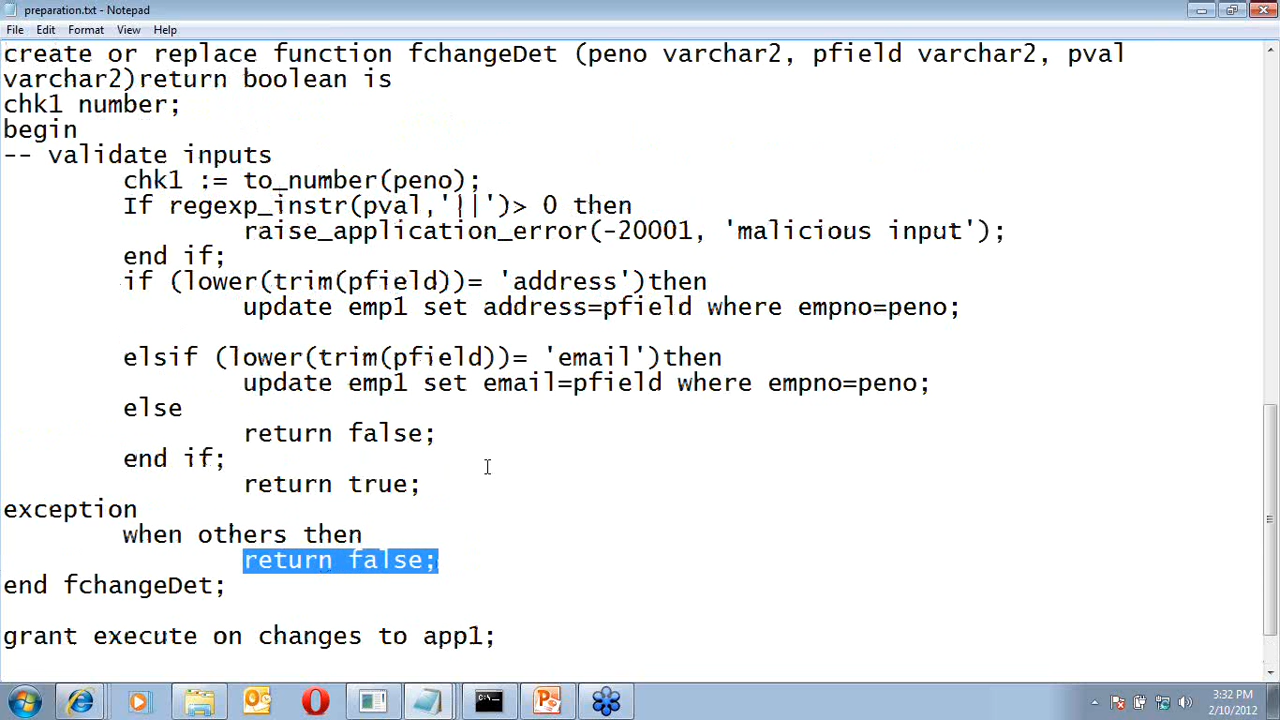 preparation.txt - Notepad
File Edit Format View Help
create or replace function fchangeDet (peno varchar2, pfield varchar2, pval
varchar2)return boolean is
chk1 number;
begin
-- validate inputs
chk1 := to_number(peno);
If regexp_instr(pval,'||')> 0 then
raise_application_error(-20001, 'malicious input');
end if;
if (lower(trim(pfield))= 'address')then
update emp1 set address=pfield where empno=peno;
elsif (lower(trim(pfield))= 'email')then
update emp1 set email=pfield where empno=peno;
else
return false;
end if;
return true;
exception
when others then
return false;
end fchangeDet;
grant execute on changes to app1;
3:32 PM
2/10/2012